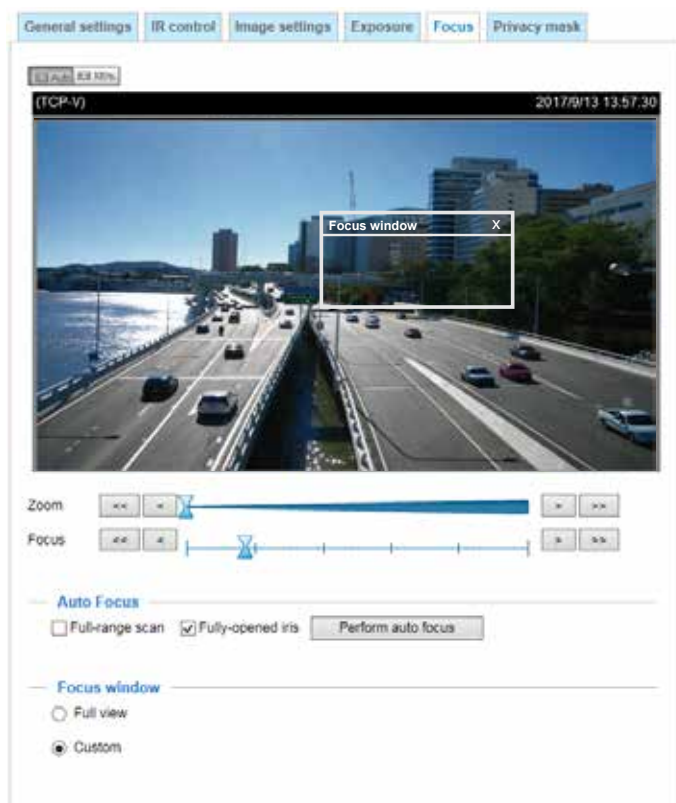 General settings IR control Image settings Exposure Focus Privacy mask
Auto
(TCP-V) 2017/9/13 13:57:30
Focus window X
Zoom << < > >>
Focus << < > >>
Auto Focus
Full-range scan Fully-opened iris Perform auto focus
Focus window
Full view
Custom